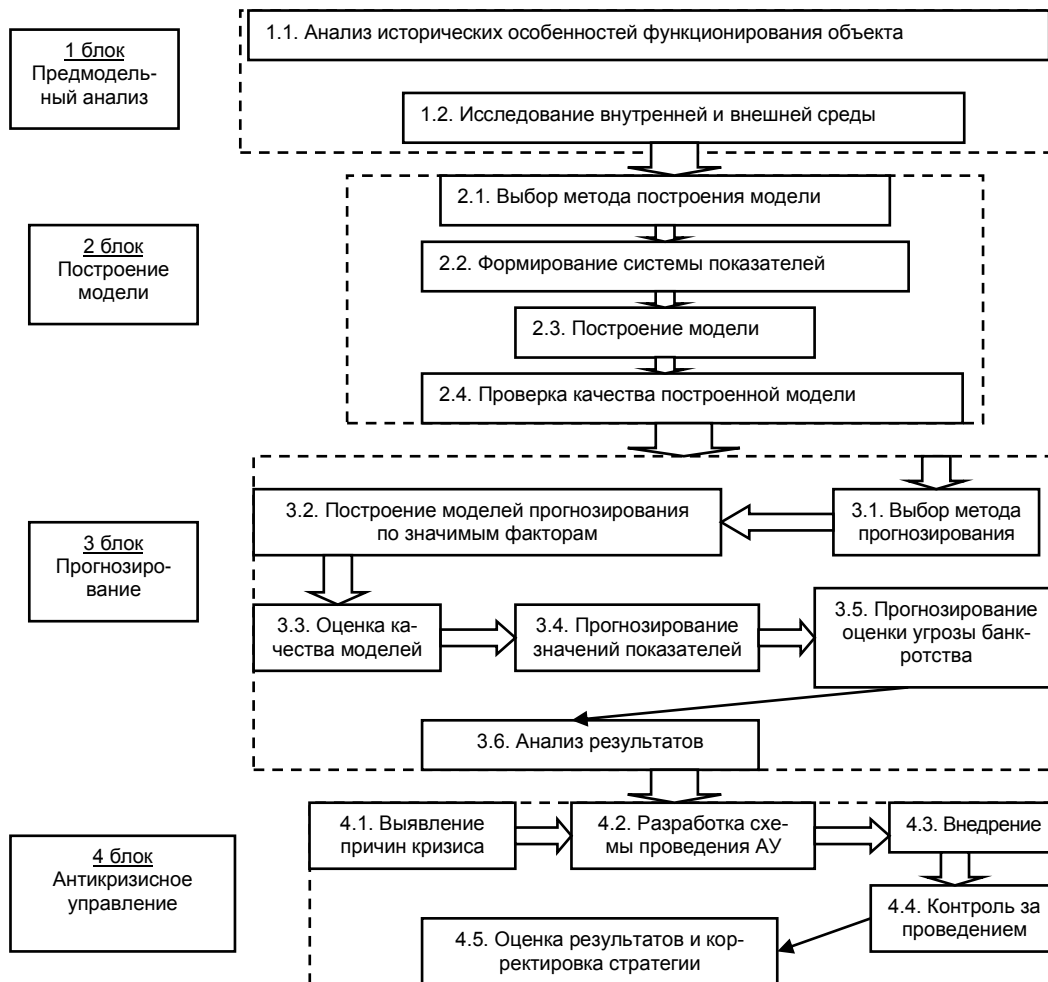 1 блок
Предмодель-
ный анализ
1.1. Анализ исторических особенностей функционирования объекта
1.2. Исследование внутренней и внешней среды
2 блок
Построение
модели
2.1. Выбор метода построения модели
2.2. Формирование системы показателей
2.3. Построение модели
2.4. Проверка качества построенной модели
3 блок
Прогнозиро-
вание
3.1. Выбор метода
прогнозирования
3.2. Построение моделей прогнозирования
по значимым факторам
3.3. Оценка ка-
чества моделей
3.4. Прогнозирование
значений показателей
3.5. Прогнозирование
оценки угрозы банк-
ротства
3.6. Анализ результатов
4 блок
Антикризисное
управление
4.1. Выявление
причин кризиса
4.2. Разработка схе-
мы проведения АУ
4.3. Внедрение
4.4. Контроль за
проведением
4.5. Оценка результатов и кор-
ректировка стратегии